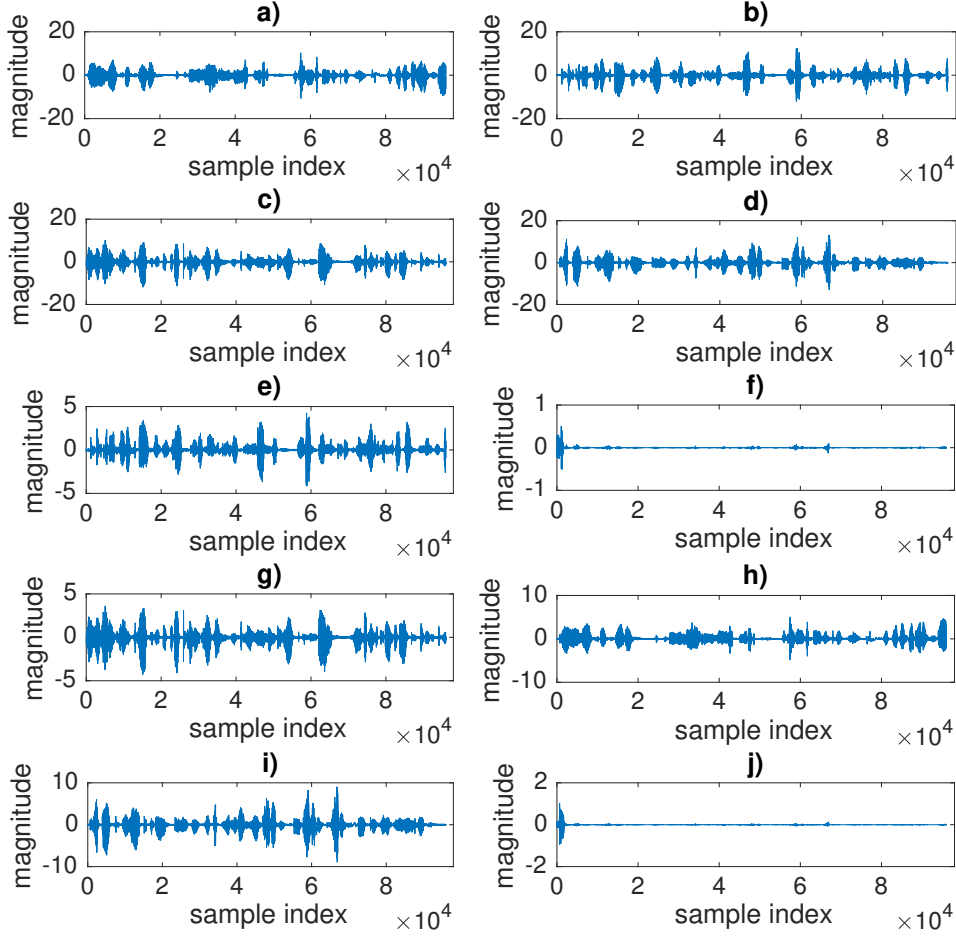 a)
magnitude
20
0
-20
0 2 4 6 8
sample index
×10^4
b)
magnitude
20
0
-20
0 2 4 6 8
sample index
×10^4
c)
magnitude
20
0
-20
0 2 4 6 8
sample index
×10^4
d)
magnitude
20
0
-20
0 2 4 6 8
sample index
×10^4
e)
magnitude
5
0
-5
0 2 4 6 8
sample index
×10^4
f)
magnitude
1
0
-1
0 2 4 6 8
sample index
×10^4
g)
magnitude
5
0
-5
0 2 4 6 8
sample index
×10^4
h)
magnitude
10
0
-10
0 2 4 6 8
sample index
×10^4
i)
magnitude
10
0
-10
0 2 4 6 8
sample index
×10^4
j)
magnitude
2
0
-2
0 2 4 6 8
sample index
×10^4